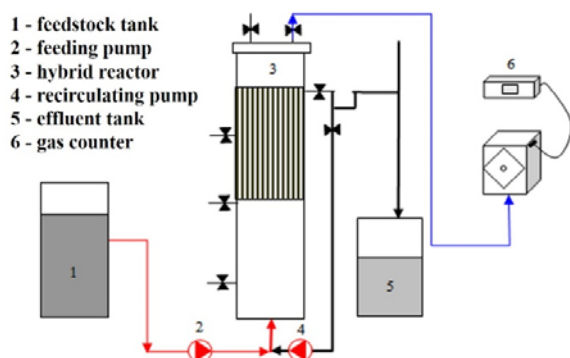 1 - feedstock tank
2 - feeding pump
3 - hybrid reactor
4 - recirculating pump
5 - effluent tank
6 - gas counter
3
6
1
5
2
4